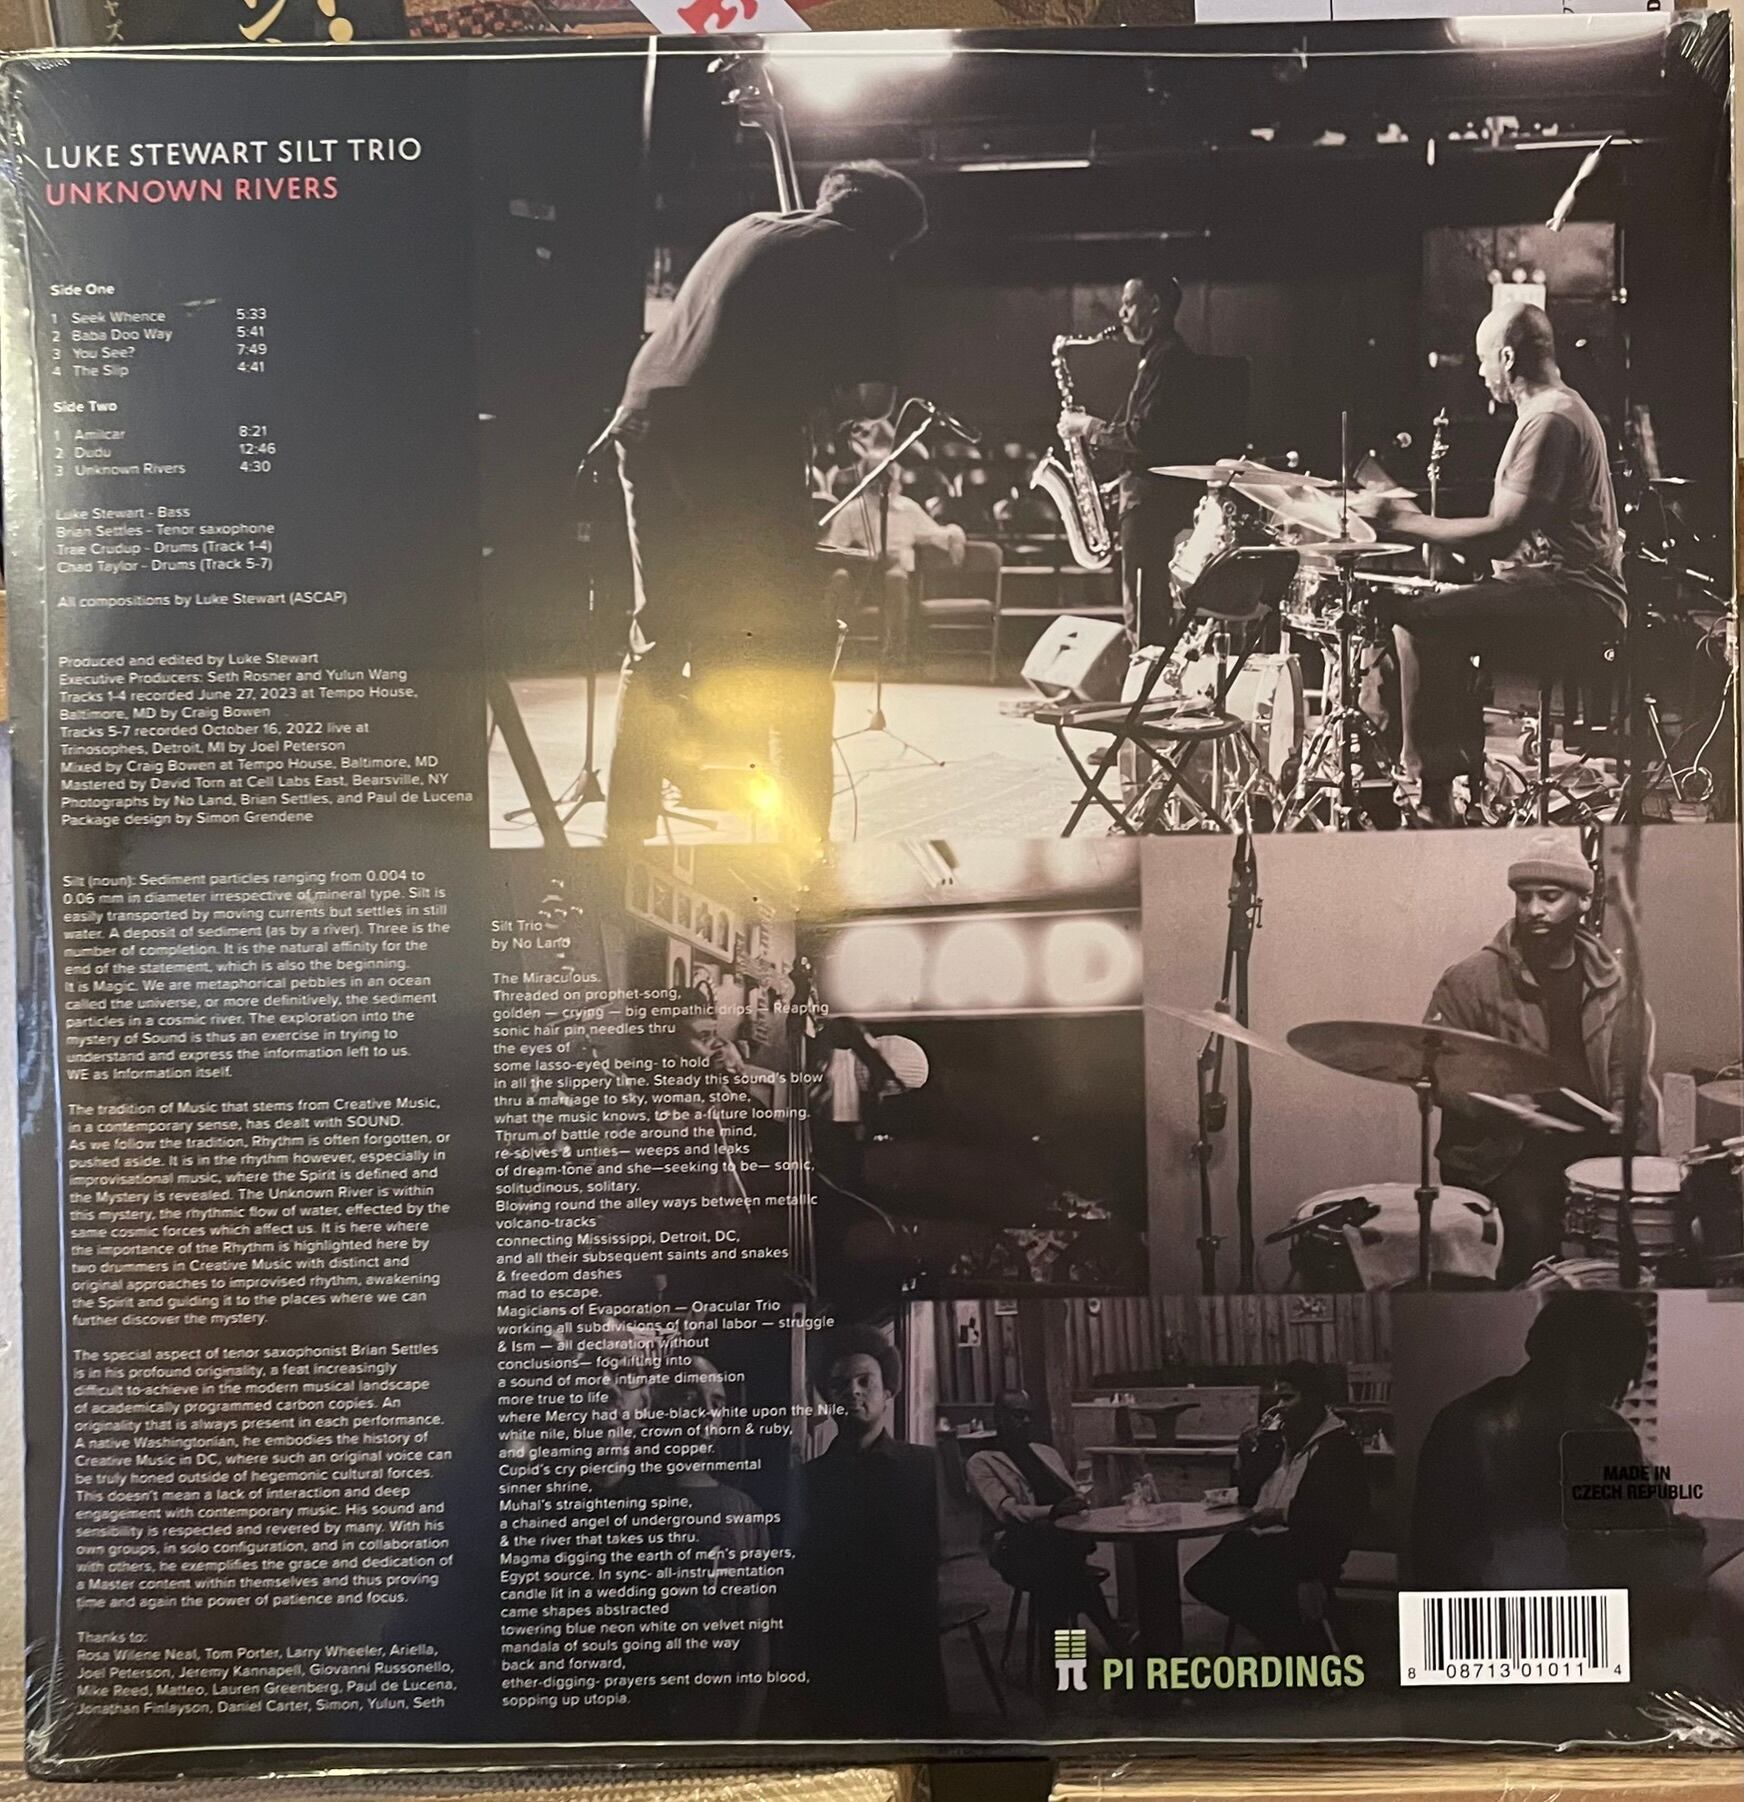 LUKE STEWART SILT TRIO
UNKNOWN RIVERS
Side One
1 Seek Whence 5:33
2 Baba Doo Way 5:41
3 You See? 7:49
4 The Slip 4:41
Side Two
1 Amilcar 8:21
2 Dudu 12:46
3 Unknown Rivers 4:30
Luke Stewart - Bass
Brian Settles - Tenor saxophone
Trae Crudup - Drums (Track 1-4)
Chad Taylor - Drums (Track 5-7)
All compositions by Luke Stewart (ASCAP)
Produced and edited by Luke Stewart
Executive Producers: Seth Rosner and Yulun Wang
Tracks 1-4 recorded June 27, 2023 at Tempo House,
Baltimore, MD by Craig Bowen
Tracks 5-7 recorded October 16, 2022 live at
Trinosophes, Detroit, MI by Joel Peterson
Mixed by Craig Bowen at Tempo House, Baltimore, MD
Mastered by David Torn at Cell Labs East, Bearsville, NY
Photographs by No Land, Brian Settles, and Paul de Lucena
Package design by Simon Grendene
Silt (noun): Sediment particles ranging from 0.004 to
0.06 mm in diameter irrespective of mineral type. Silt is
easily transported by moving currents but settles in still
water. A deposit of sediment (as by a river). Three is the
number of completion. It is the natural affinity for the
end of the statement, which is also the beginning.
It is Magic. We are metaphorical pebbles in an ocean
called the universe, or more definitively, the sediment
particles in a cosmic river. The exploration into the
mystery of Sound is thus an exercise in trying to
understand and express the information left to us.
WE as Information itself.
The tradition of Music that stems from Creative Music,
in a contemporary sense, has dealt with SOUND.
As we follow the tradition, Rhythm is often forgotten, or
pushed aside. It is in the rhythm however, especially in
improvisational music, where the Spirit is defined and
the Mystery is revealed. The Unknown River is within
this mystery, the rhythmic flow of water, effected by the
same cosmic forces which affect us. It is here where
the importance of the Rhythm is highlighted here by
two drummers in Creative Music with distinct and
original approaches to improvised rhythm, awakening
the Spirit and guiding it to the places where we can
further discover the mystery.
The special aspect of tenor saxophonist Brian Settles
is in his profound originality, a feat increasingly
difficult to achieve in the modern musical landscape
of academically programmed carbon copies. An
originality that is always present in each performance.
A native Washingtonian, he embodies the history of
Creative Music in DC, where such an original voice can
be truly honed outside of hegemonic cultural forces.
This doesn't mean a lack of interaction and deep
engagement with contemporary music. His sound and
sensibility is respected and revered by many. With his
own groups, in solo configuration, and in collaboration
with others, he exemplifies the grace and dedication of
a Master content within themselves and thus proving
time and again the power of patience and focus.
Thanks to:
Rosa Wilene Neal, Tom Porter, Larry Wheeler, Ariella,
Joel Peterson, Jeremy Kannapell, Giovanni Russonello,
Mike Reed, Matteo, Lauren Greenberg, Paul de Lucena,
Jonathan Finlayson, Daniel Carter, Simon, Yulun, Seth
Silt Trio
by No Land
The Miraculous.
Threaded on prophet-song,
golden — crying — big empathic drips — Reaping
sonic hair pin needles thru
the eyes of
some lasso-eyed being- to hold
in all the slippery time. Steady this sound's blow
thru a marriage to sky, woman, stone,
what the music knows, to be a-future looming.
Thrum of battle rode around the mind,
re-solves & unties— weeps and leaks
of dream-tone and she—seeking to be— sonic,
solitudinous, solitary.
Blowing round the alley ways between metallic
volcano-tracks
connecting Mississippi, Detroit, DC,
and all their subsequent saints and snakes
& freedom dashes
mad to escape.
Magicians of Evaporation — Oracular Trio
working all subdivisions of tonal labor — struggle
& Ism — all declaration without
conclusions— fog lifting into
a sound of more intimate dimension
more true to life
where Mercy had a blue-black-white upon the Nile,
white nile, blue nile, crown of thorn & ruby,
and gleaming arms and copper.
Cupid's cry piercing the governmental
sinner shrine,
Muhal's straightening spine,
a chained angel of underground swamps
& the river that takes us thru.
Magma digging the earth of men's prayers,
Egypt source. In sync- all-instrumentation
candle lit in a wedding gown to creation
came shapes abstracted
towering blue neon white on velvet night
mandala of souls going all the way
back and forward,
ether-digging- prayers sent down into blood,
sopping up utopia.
MADE IN
CZECH REPUBLIC
PI RECORDINGS
8 08713 01011 4